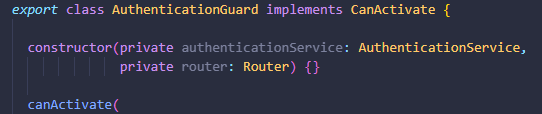 export class AuthenticationGuard implements CanActivate {
constructor(private authenticationService: AuthenticationService,
private router: Router) {}
canActivate(